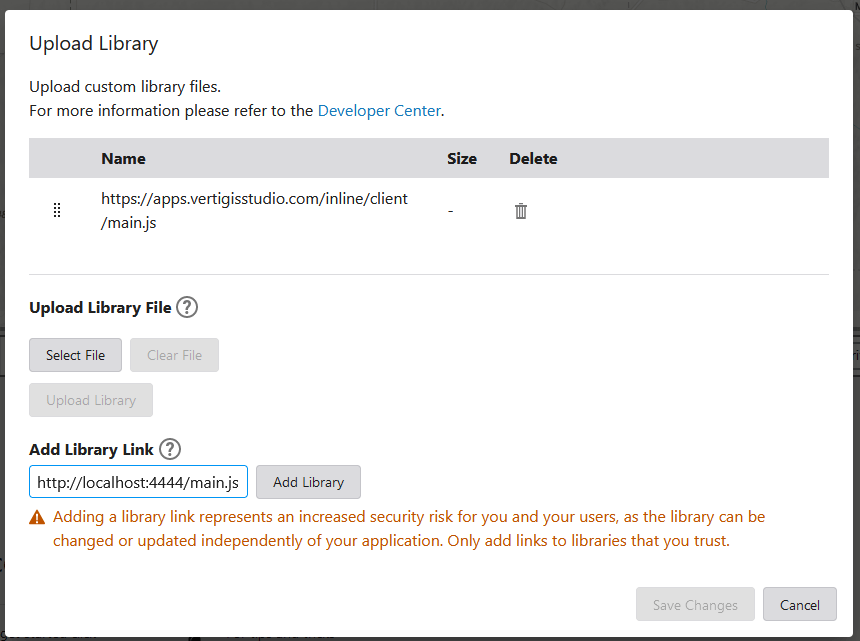 Upload Library
Upload custom library files.
For more information please refer to the Developer Center.
Name Size Delete
https://apps.vertigisstudio.com/inline/client
/main.js
-
Upload Library File ?
Select File Clear File
Upload Library
Add Library Link ?
http://localhost:4444/main.js Add Library
Adding a library link represents an increased security risk for you and your users, as the library can be
changed or updated independently of your application. Only add links to libraries that you trust.
Save Changes Cancel